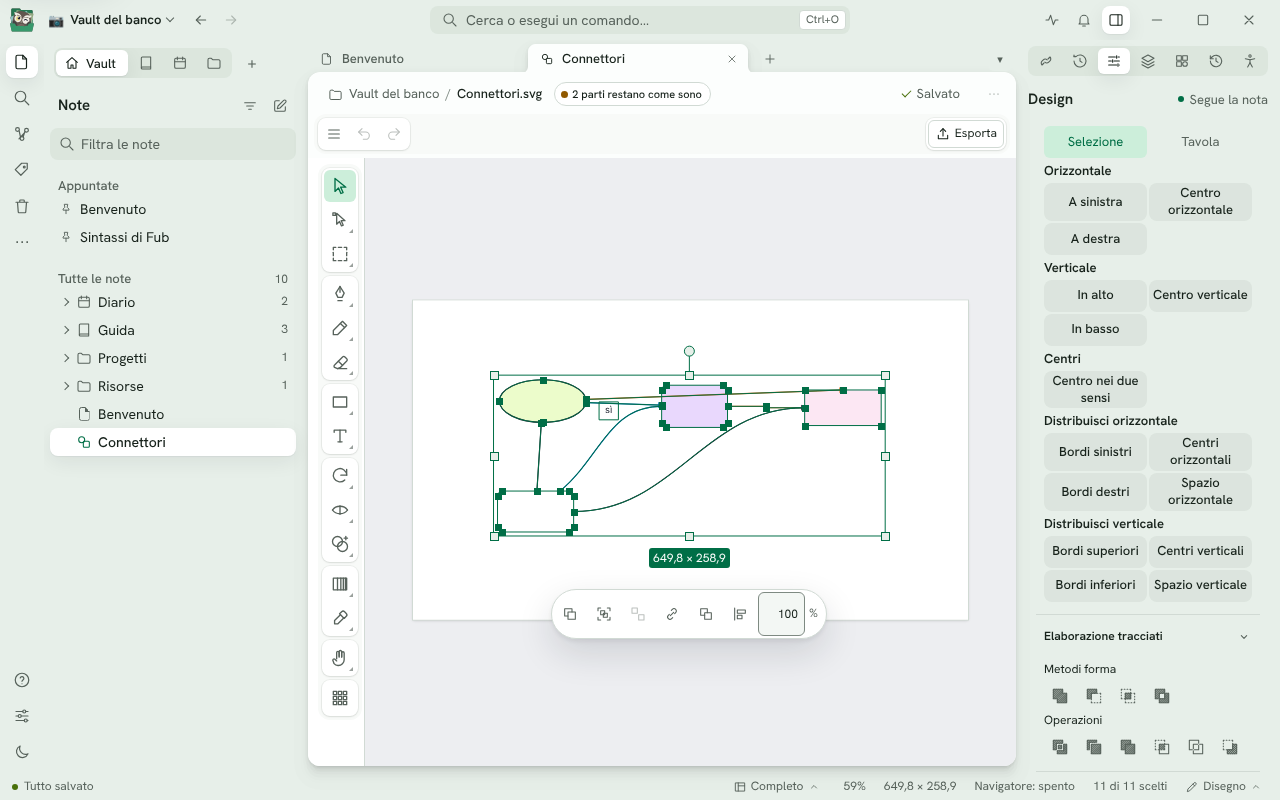 Vault del banco
Cerca o esegui un comando…
Ctrl+O
Vault
Benvenuto
Connettori
Note
Vault del banco / Connettori.svg
2 parti restano come sono
Salvato
Design
Segue la nota
Filtra le note
Esporta
Selezione
Tavola
Appuntate
Benvenuto
Sintassi di Fub
Tutte le note
10
Diario
2
Guida
3
Progetti
1
Risorse
1
Benvenuto
Connettori
sì
649,8 × 258,9
100
%
Orizzontale
A sinistra
Centro
orizzontale
A destra
Verticale
In alto
Centro verticale
In basso
Centri
Centro nei due
sensi
Distribuisci orizzontale
Bordi sinistri
Centri
orizzontali
Bordi destri
Spazio
orizzontale
Distribuisci verticale
Bordi superiori
Centri verticali
Bordi inferiori
Spazio verticale
Elaborazione tracciati
Metodi forma
Operazioni
Tutto salvato
Completo
59%
649,8 × 258,9
Navigatore: spento
11 di 11 scelti
Disegno